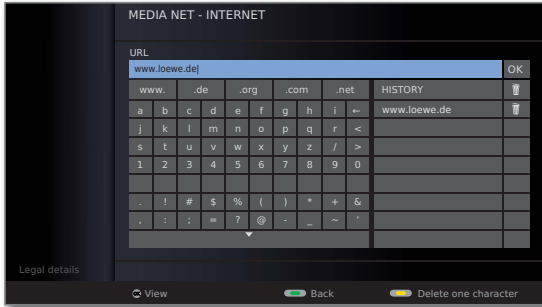 MEDIA NET - INTERNET
URL
www.loewe.de
OK
www. .de .org .com .net HISTORY
a b c d e f g h i ← www.loewe.de
j k l m n o p q r <
s t u v w x y z / >
1 2 3 4 5 6 7 8 9 0
. ! # $ % ( ) * + &
, : ; = ? @ - _ ~ '
Legal details
OK View Back Delete one character